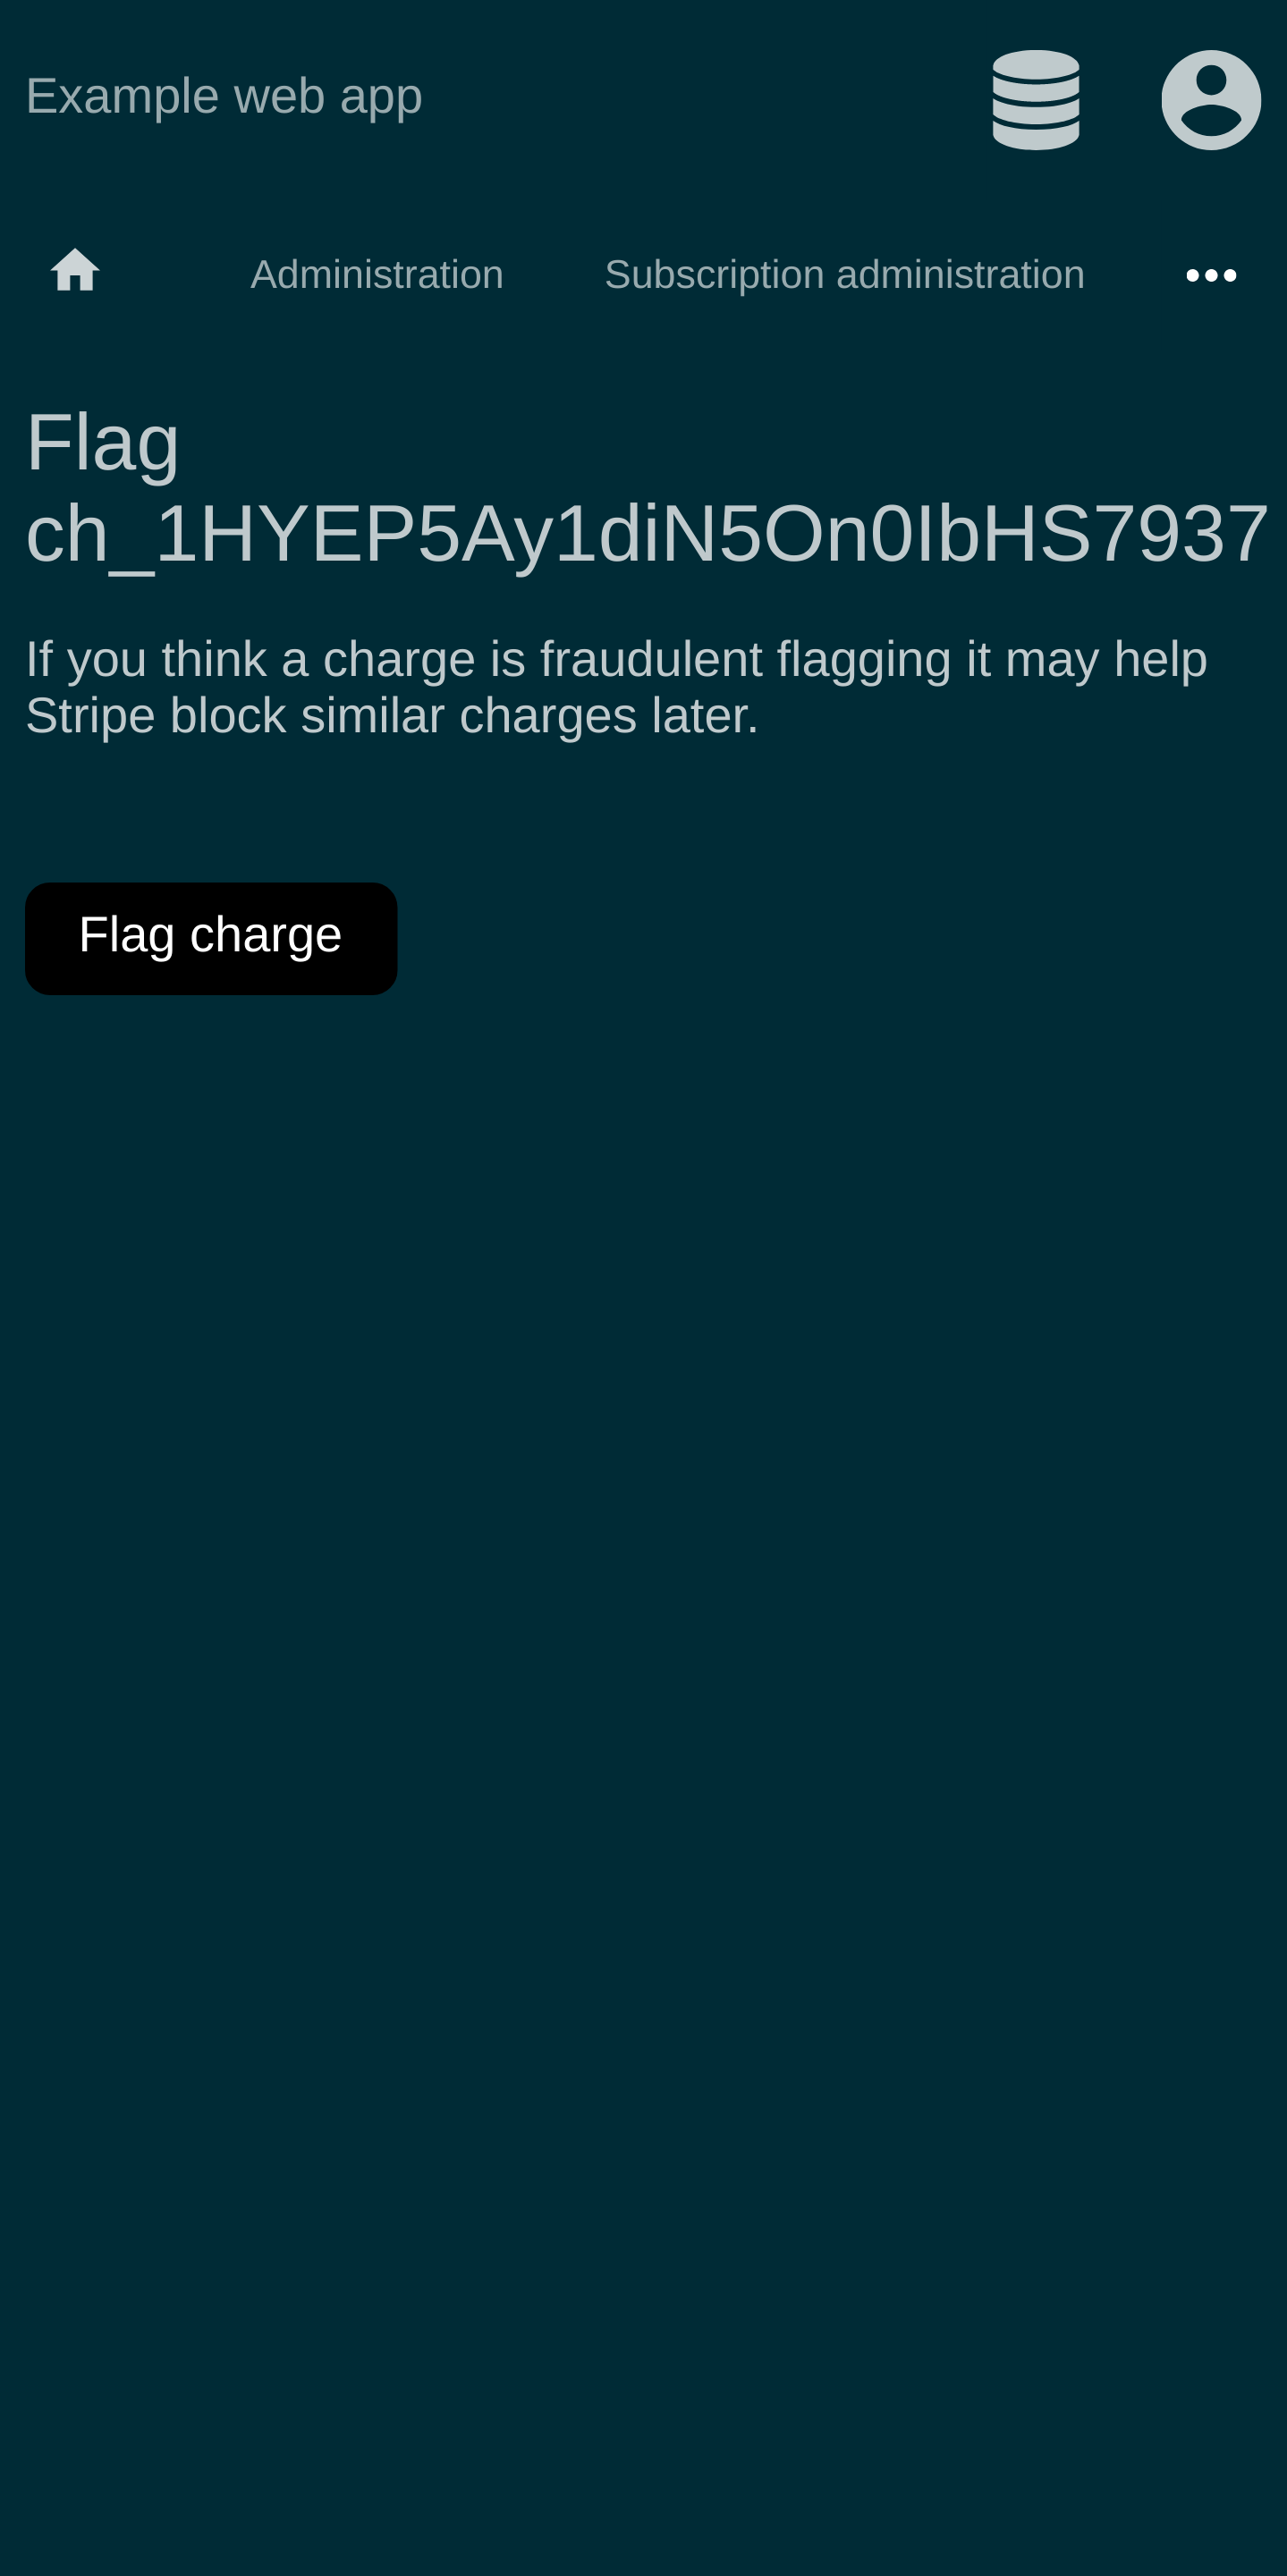 Example web app
Administration Subscription administration
Flag
ch_1HYEP5Ay1diN5On0IbHS7937
If you think a charge is fraudulent flagging it may help
Stripe block similar charges later.
Flag charge